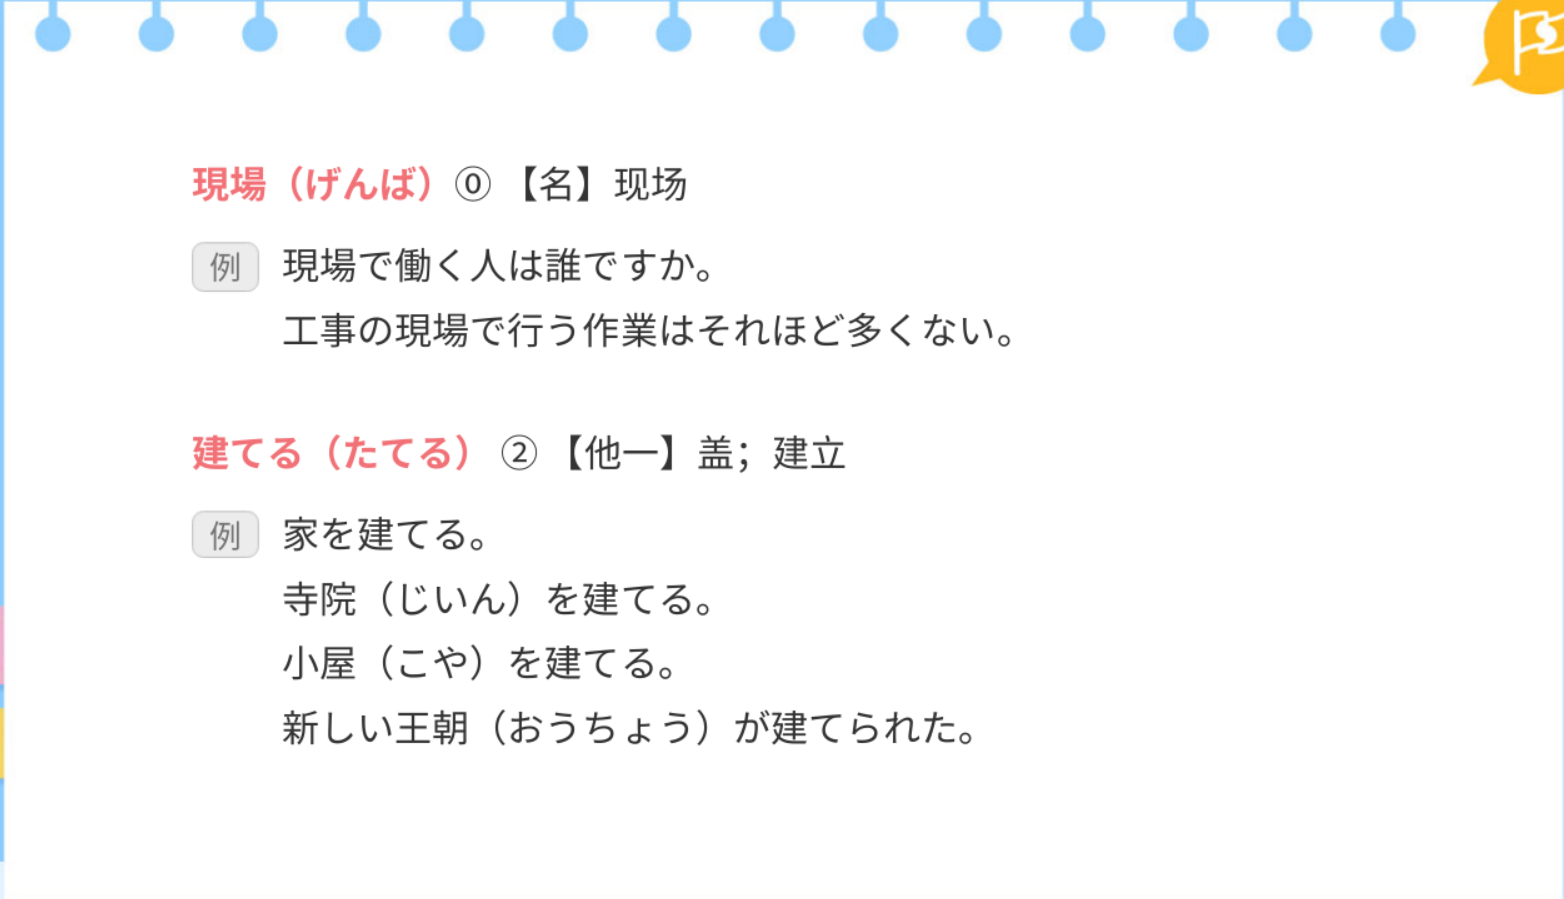 現場（げんば）⓪ 【名】现场
例 現場で働く人は誰ですか。
工事の現場で行う作業はそれほど多くない。
建てる（たてる） ② 【他一】盖；建立
例 家を建てる。
寺院（じいん）を建てる。
小屋（こや）を建てる。
新しい王朝（おうちょう）が建てられた。